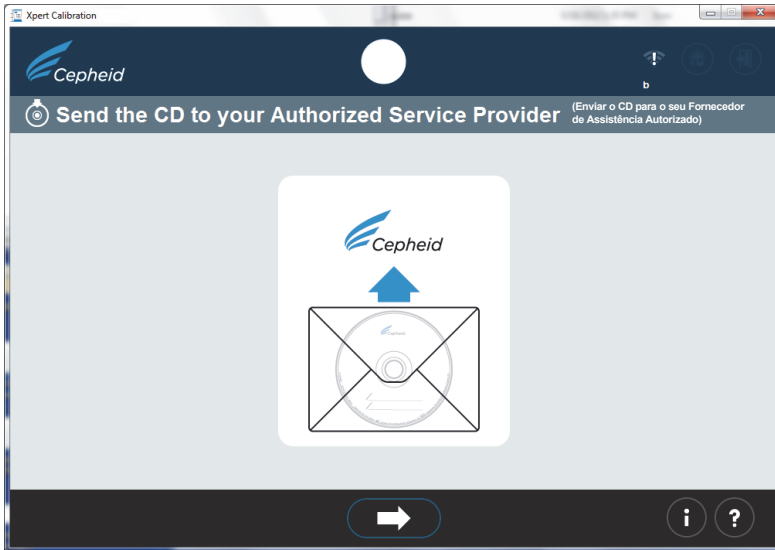 Xpert Calibration
Cepheid
b
Send the CD to your Authorized Service Provider
(Enviar o CD para o seu Fornecedor
de Assistência Autorizado)
Cepheid
Cepheid
i ?